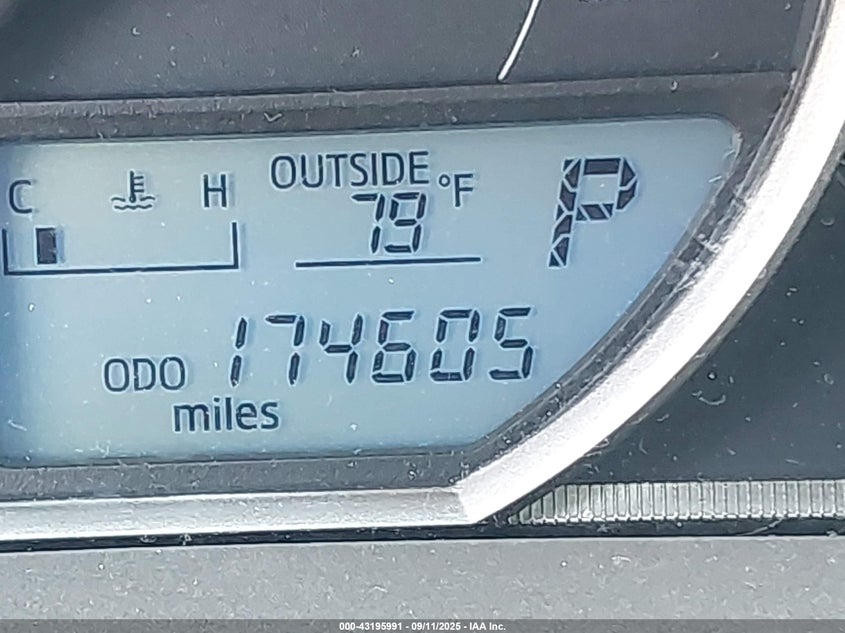 OUTSIDE
C H 79 °F P
ODO 174605
miles
000-43195991 - 09/11/2025 - IAA Inc.